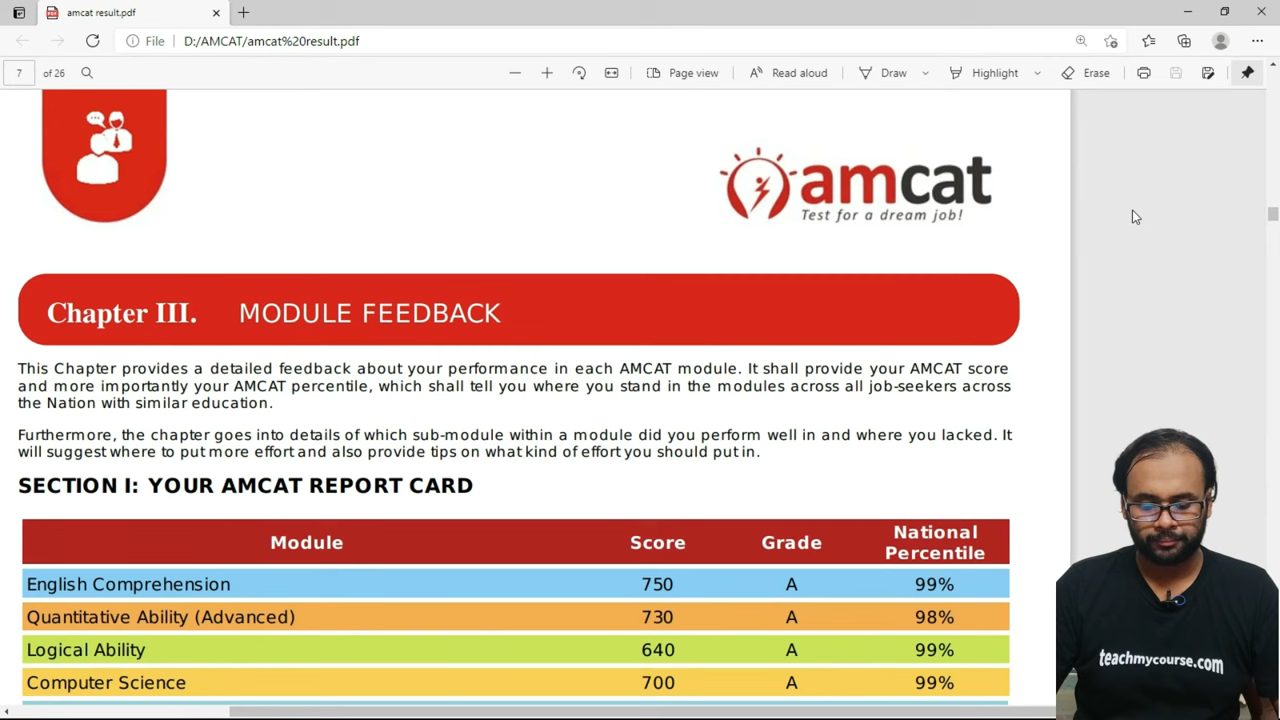 amcat result.pdf
File D:/AMCAT/amcat%20result.pdf
7 of 26 Page view Read aloud Draw Highlight Erase
amcat
Test for a dream job!
Chapter III. MODULE FEEDBACK
This Chapter provides a detailed feedback about your performance in each AMCAT module. It shall provide your AMCAT score
and more importantly your AMCAT percentile, which shall tell you where you stand in the modules across all job-seekers across
the Nation with similar education.
Furthermore, the chapter goes into details of which sub-module within a module did you perform well in and where you lacked. It
will suggest where to put more effort and also provide tips on what kind of effort you should put in.
SECTION I: YOUR AMCAT REPORT CARD
Module Score Grade National Percentile
English Comprehension 750 A 99%
Quantitative Ability (Advanced) 730 A 98%
Logical Ability 640 A 99%
Computer Science 700 A 99%
teachmycourse.com